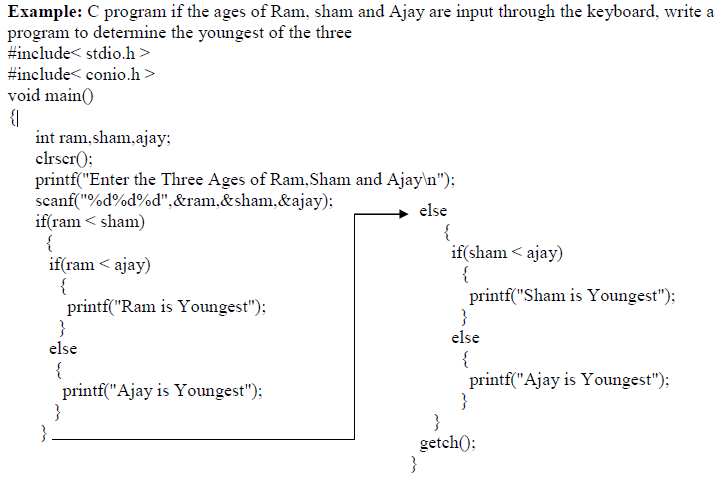 Example: C program if the ages of Ram, sham and Ajay are input through the keyboard, write a
program to determine the youngest of the three
#include< stdio.h >
#include< conio.h >
void main()
{
int ram,sham,ajay;
clrscr();
printf("Enter the Three Ages of Ram,Sham and Ajay\n");
scanf("%d%d%d",&ram,&sham,&ajay);
if(ram < sham)
{
if(ram < ajay)
{
printf("Ram is Youngest");
}
else
{
printf("Ajay is Youngest");
}
}
else
{
if(sham < ajay)
{
printf("Sham is Youngest");
}
else
{
printf("Ajay is Youngest");
}
}
getch();
}